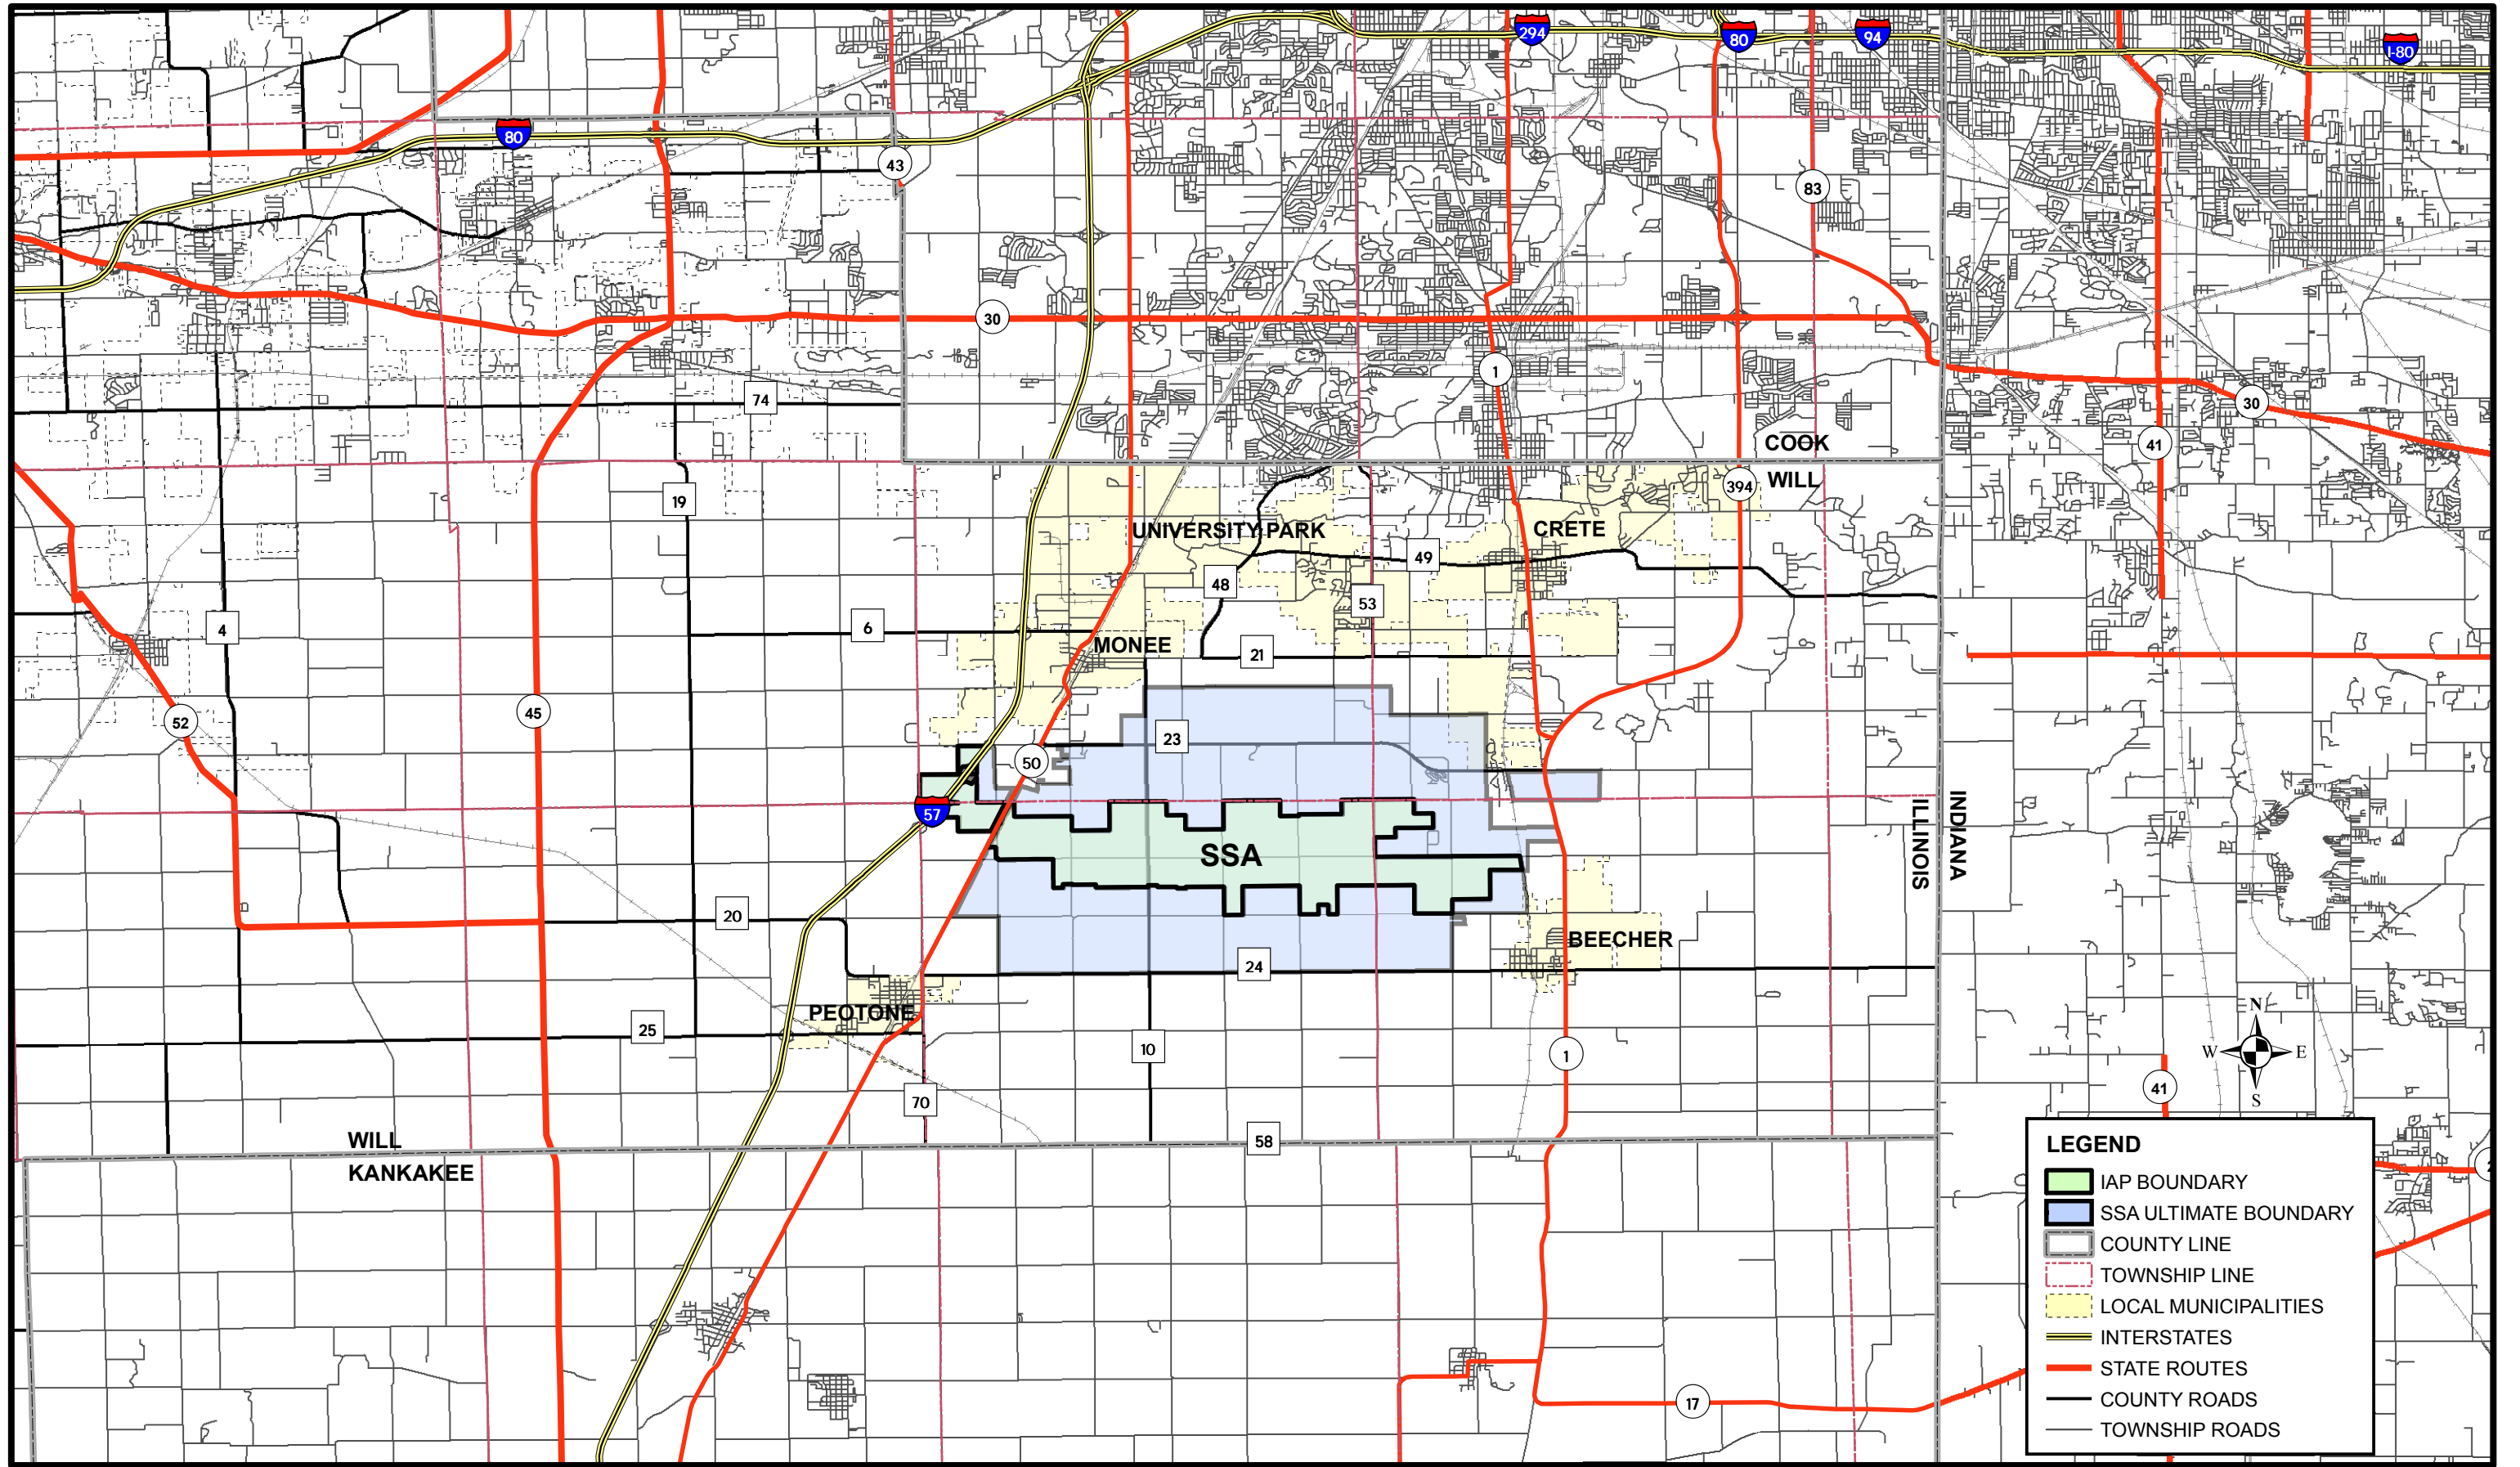 294
80
94
I-80
80
43
83
30
1
74
30
41
COOK
394
WILL
19
UNIVERSITY PARK
CRETE
49
48
53
4
6
MONEE
21
45
52
23
50
57
ILLINOIS
INDIANA
SSA
20
BEECHER
24
PEOTONE
25
10
1
70
41
N
W
E
S
WILL
58
KANKAKEE
17
LEGEND
IAP BOUNDARY
SSA ULTIMATE BOUNDARY
COUNTY LINE
TOWNSHIP LINE
LOCAL MUNICIPALITIES
INTERSTATES
STATE ROUTES
COUNTY ROADS
TOWNSHIP ROADS